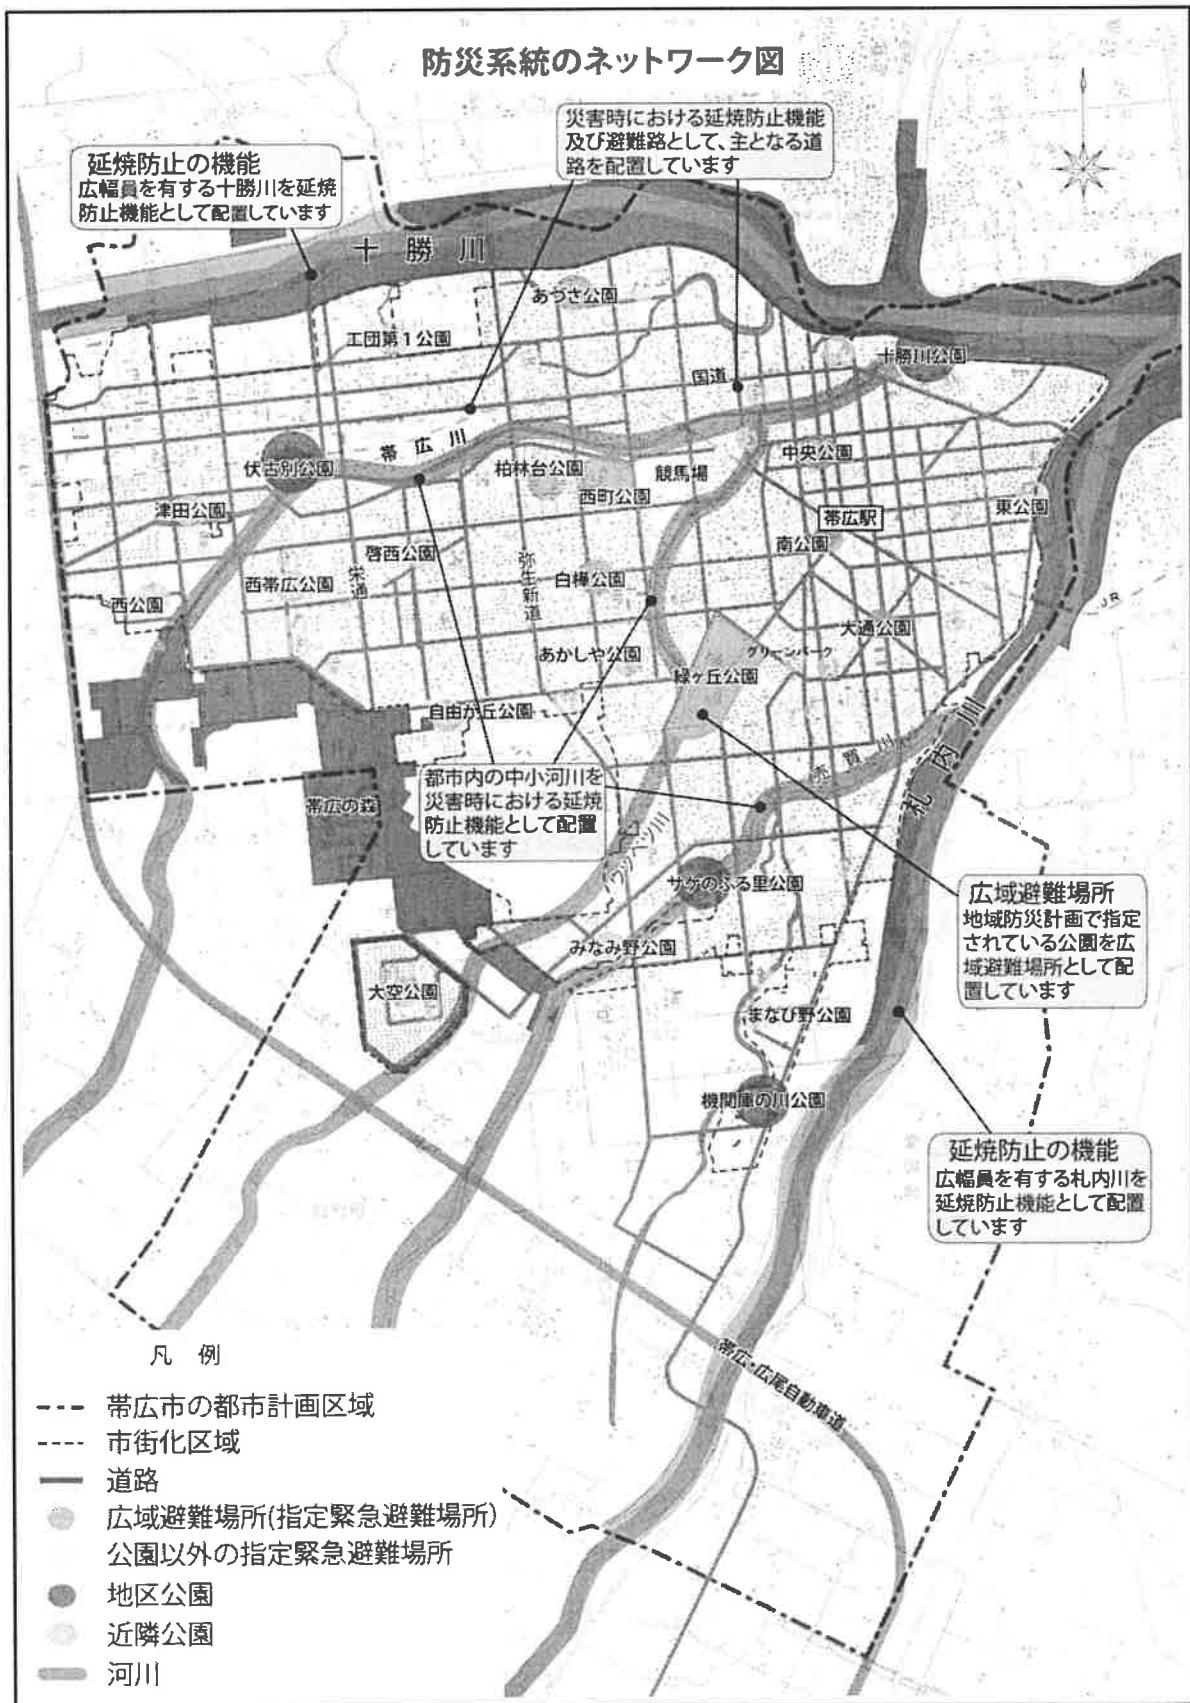 防災系統のネットワーク図
災害時における延焼防止機能
及び避難路として、主となる道
路を配置しています
延焼防止の機能
広幅員を有する十勝川を延焼
防止機能として配置しています
十勝川
あづさ公園
工団第1公園
十勝川公園
国道
帯広川
伏古別公園
柏林台公園
競馬場
中央公園
西町公園
津田公園
東公園
帯広駅
南公園
啓西公園
栄通
弥生新道
白樺公園
西帯広公園
西公園
JR
大通公園
グリーンパーク
あかしや公園
緑ヶ丘公園
自由が丘公園
売買川
札内川
都市内の中小河川を
災害時における延焼
防止機能として配置
しています
帯広の森
ウツベツ川
サケのふる里公園
広域避難場所
地域防災計画で指定
されている公園を広
域避難場所として配
置しています
みなみ野公園
大空公園
まなび野公園
機関庫の川公園
延焼防止の機能
広幅員を有する札内川を
延焼防止機能として配置
しています
帯広・広尾自動車道
凡 例
帯広市の都市計画区域
市街化区域
道路
広域避難場所(指定緊急避難場所)
公園以外の指定緊急避難場所
地区公園
近隣公園
河川